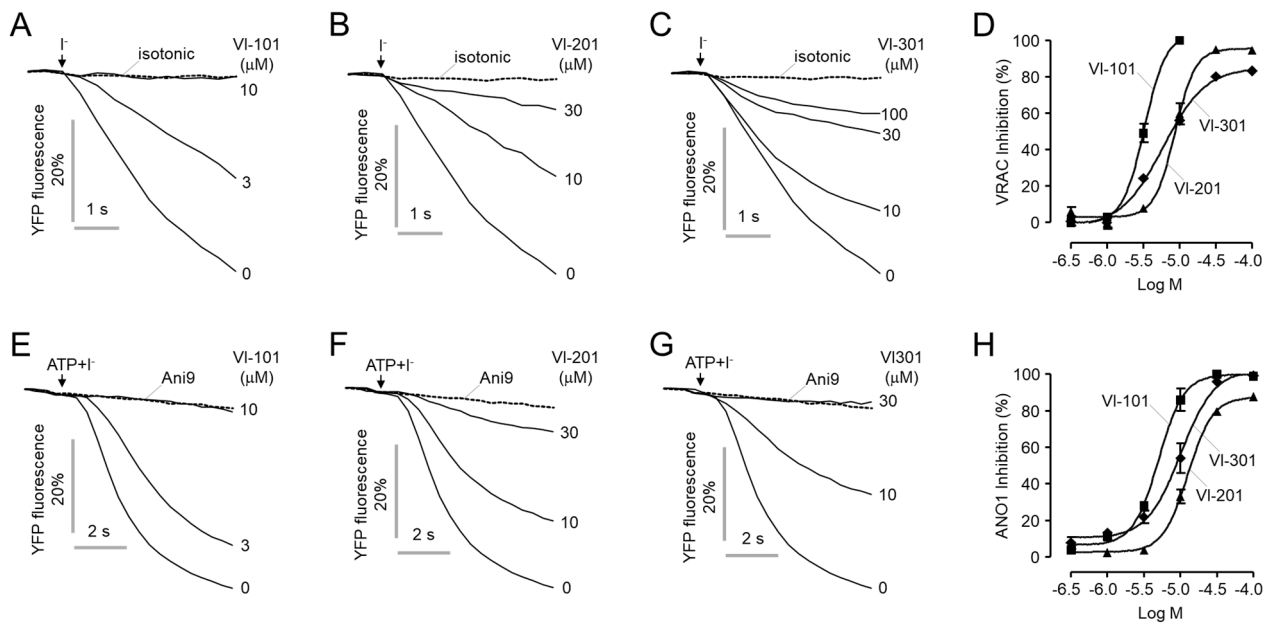 A
I-
isotonic
VI-101
(μM)
10
3
0
YFP fluorescence
20%
1 s
B
I-
isotonic
VI-201
(μM)
30
10
0
YFP fluorescence
20%
1 s
C
I-
isotonic
VI-301
(μM)
100
30
10
0
YFP fluorescence
20%
1 s
D
VRAC Inhibition (%)
100
80
60
40
20
0
VI-101
VI-301
VI-201
-6.5 -6.0 -5.5 -5.0 -4.5 -4.0
Log M
E
ATP+I-
Ani9
VI-101
(μM)
10
3
0
YFP fluorescence
20%
2 s
F
ATP+I-
Ani9
VI-201
(μM)
30
10
0
YFP fluorescence
20%
2 s
G
ATP+I-
Ani9
VI301
(μM)
30
10
0
YFP fluorescence
20%
2 s
H
ANO1 Inhibition (%)
100
80
60
40
20
0
VI-101
VI-301
VI-201
-6.5 -6.0 -5.5 -5.0 -4.5 -4.0
Log M